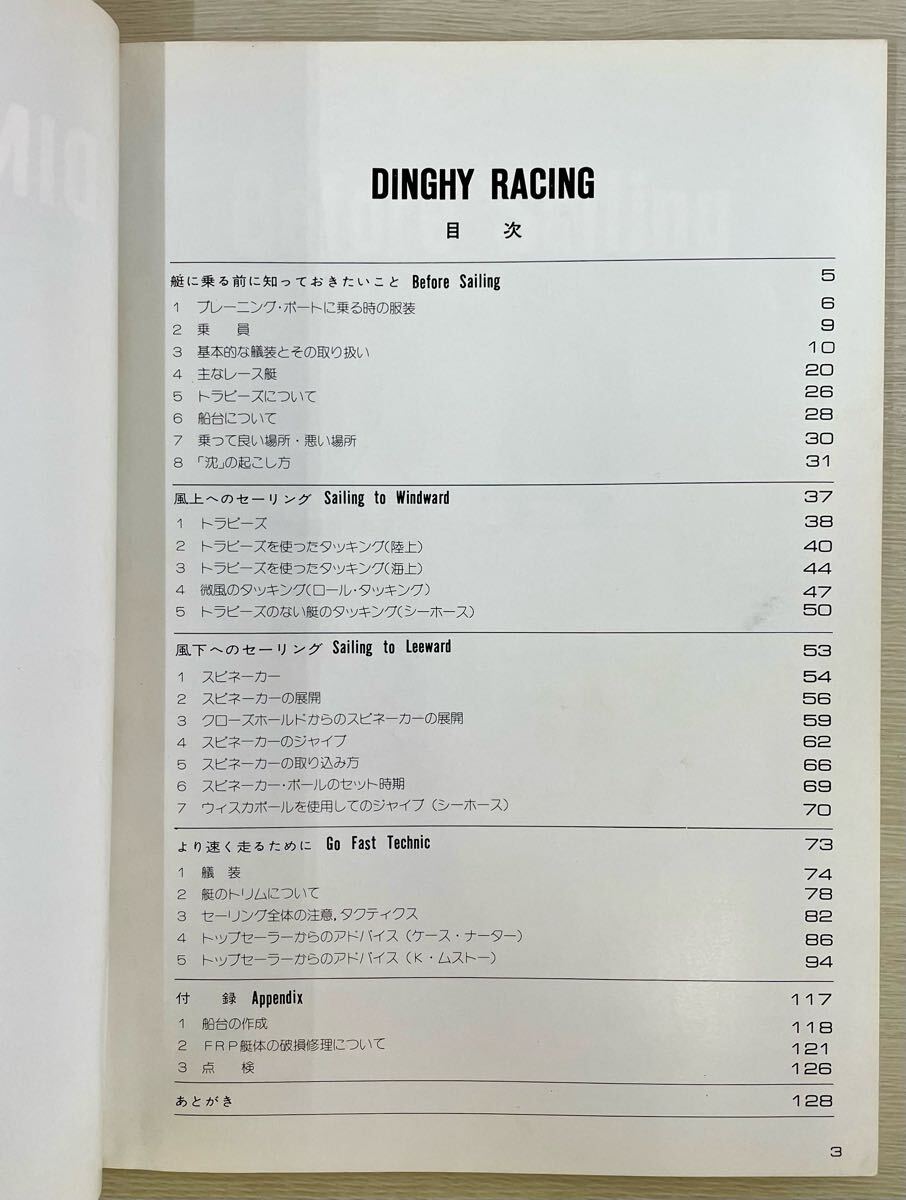 DINGHY RACING
目 次
艇に乗る前に知っておきたいこと Before Sailing 5
1 プレーニング・ボートに乗る時の服装 6
2 乗 員 9
3 基本的な艤装とその取り扱い 10
4 主なレース艇 20
5 トラピーズについて 26
6 船台について 28
7 乗って良い場所・悪い場所 30
8 「沈」の起こし方 31
風上へのセーリング Sailing to Windward 37
1 トラピーズ 38
2 トラピーズを使ったタッキング(陸上) 40
3 トラピーズを使ったタッキング(海上) 44
4 微風のタッキング(ロール・タッキング) 47
5 トラピーズのない艇のタッキング(シーホース) 50
風下へのセーリング Sailing to Leeward 53
1 スピネーカー 54
2 スピネーカーの展開 56
3 クローズホールドからのスピネーカーの展開 59
4 スピネーカーのジャイブ 62
5 スピネーカーの取り込み方 66
6 スピネーカー・ポールのセット時期 69
7 ウィスカポールを使用してのジャイブ (シーホース) 70
より速く走るために Go Fast Technic 73
1 艤 装 74
2 艇のトリムについて 78
3 セーリング全体の注意,タクティクス 82
4 トップセーラーからのアドバイス (ケース・ナーター) 86
5 トップセーラーからのアドバイス (K・ムストー) 94
付 録 Appendix 117
1 船台の作成 118
2 FRP艇体の破損修理について 121
3 点 検 126
あとがき 128
3